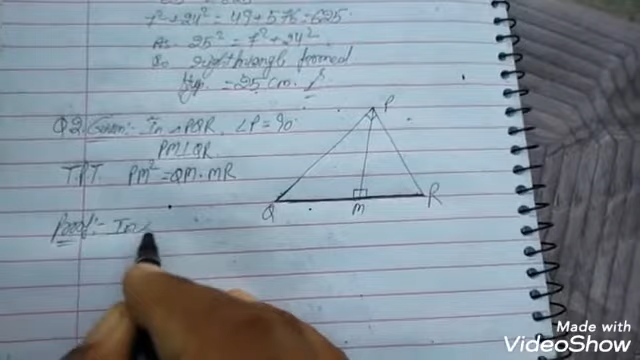 7² + 24² = 49 + 576 = 625.
As 25² = 7² + 24².
So right triangle formed
Hyp. = 25 cm.
Q2. Given:- In △PQR, ∠P = 90°
PM⊥QR.
T.P.T. PM² = QM·MR
Proof:- In
P
Q
M
R
Made with
VideoShow